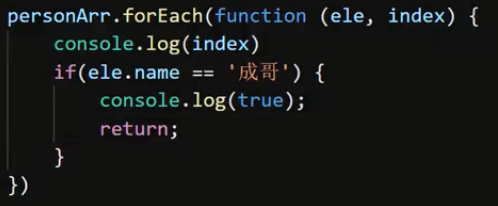 personArr.forEach(function (ele, index) {
    console.log(index)
    if(ele.name == '成哥') {
        console.log(true);
        return;
    }
})